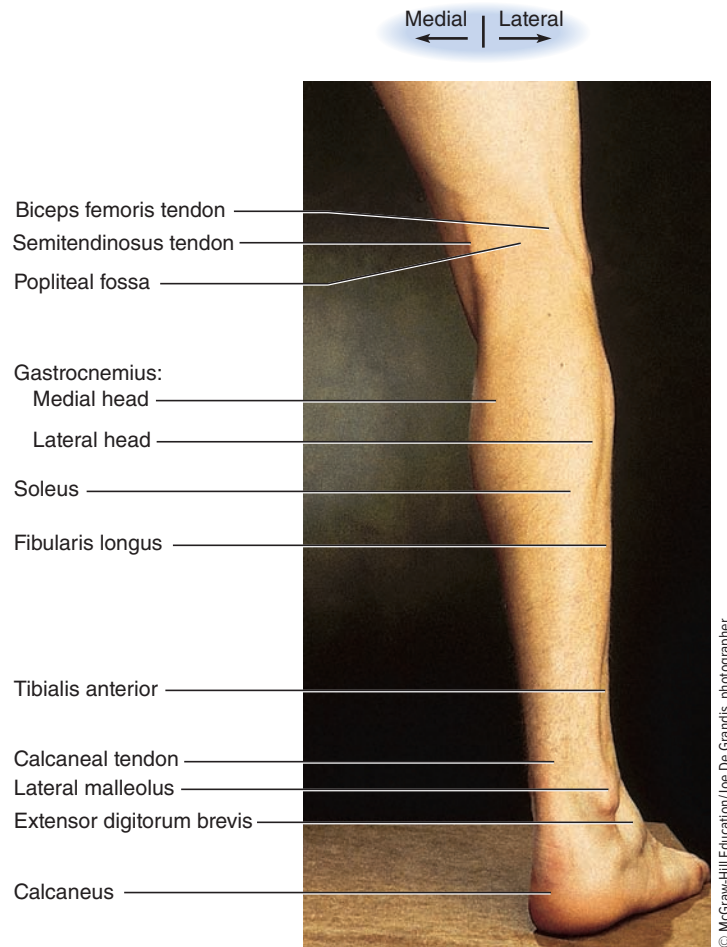 Medial Lateral
Biceps femoris tendon
Semitendinosus tendon
Popliteal fossa
Gastrocnemius:
Medial head
Lateral head
Soleus
Fibularis longus
Tibialis anterior
Calcaneal tendon
Lateral malleolus
Extensor digitorum brevis
Calcaneus
© McGraw-Hill Education/Joe De Grandis, photographer